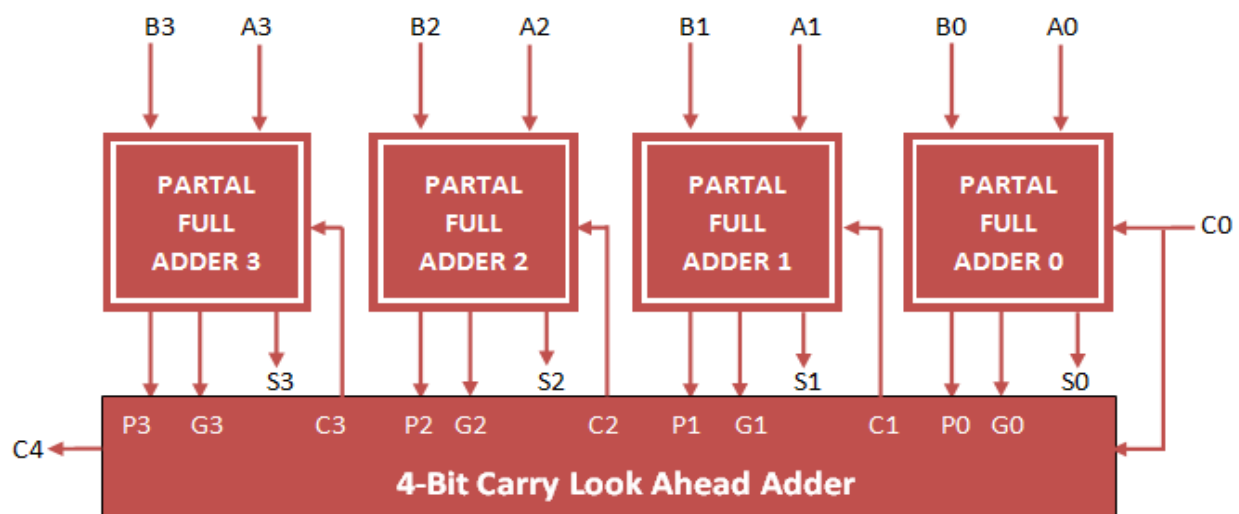 B3 A3 B2 A2 B1 A1 B0 A0
PARTAL PARTAL PARTAL PARTAL
FULL FULL FULL FULL C0
ADDER 3 ADDER 2 ADDER 1 ADDER 0
S3 S2 S1 S0
P3 G3 C3 P2 G2 C2 P1 G1 C1 P0 G0
C4
4-Bit Carry Look Ahead Adder